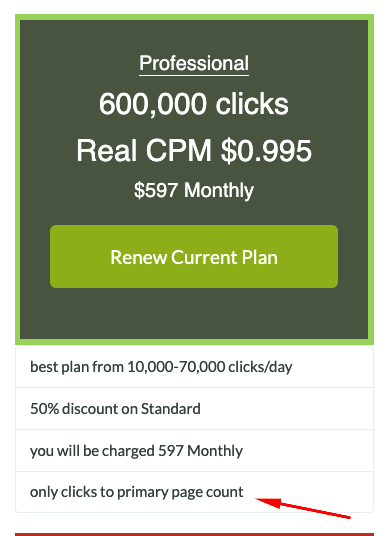 Professional
600,000 clicks
Real CPM $0.995
$597 Monthly
Renew Current Plan
best plan from 10,000-70,000 clicks/day
50% discount on Standard
you will be charged 597 Monthly
only clicks to primary page count